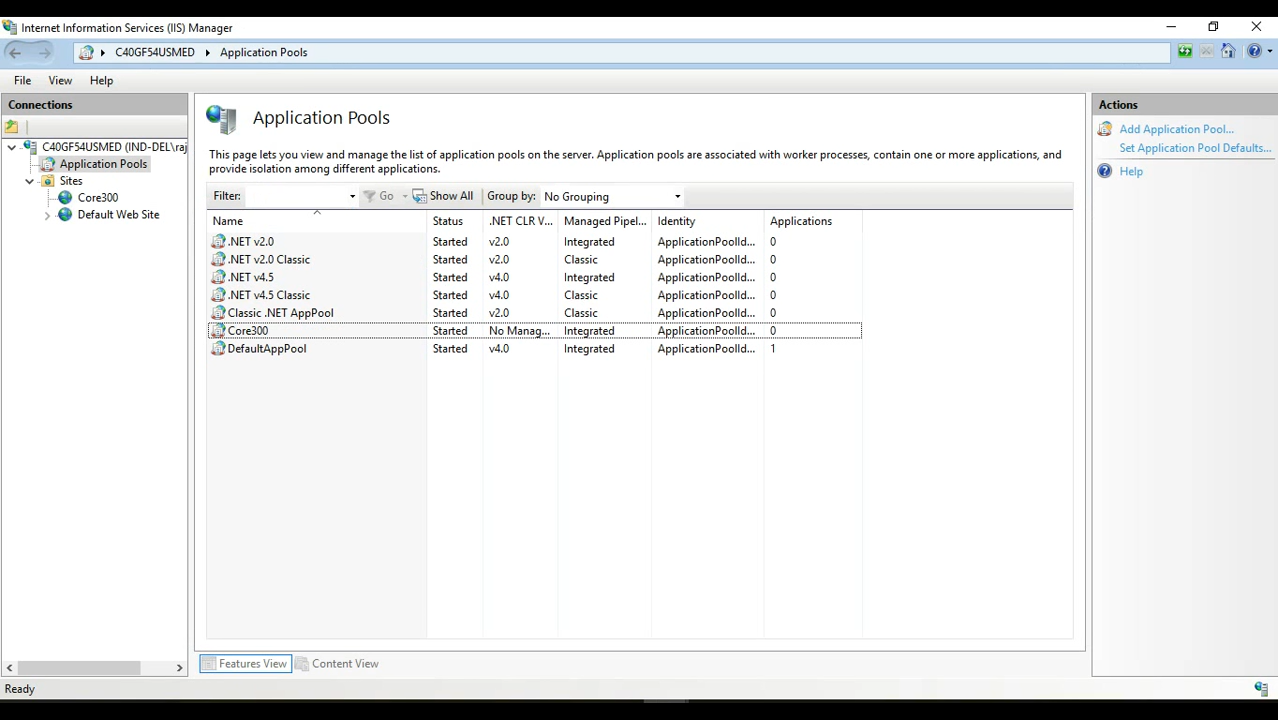 Internet Information Services (IIS) Manager
C40GF54USMED Application Pools
File View Help
Connections
C40GF54USMED (IND-DEL\raj
Application Pools
Sites
Core300
Default Web Site
Application Pools
This page lets you view and manage the list of application pools on the server. Application pools are associated with worker processes, contain one or more applications, and
provide isolation among different applications.
Filter: Go Show All Group by: No Grouping
Name Status .NET CLR V... Managed Pipel... Identity Applications
.NET v2.0 Started v2.0 Integrated ApplicationPoolId... 0
.NET v2.0 Classic Started v2.0 Classic ApplicationPoolId... 0
.NET v4.5 Started v4.0 Integrated ApplicationPoolId... 0
.NET v4.5 Classic Started v4.0 Classic ApplicationPoolId... 0
Classic .NET AppPool Started v2.0 Classic ApplicationPoolId... 0
Core300 Started No Manag... Integrated ApplicationPoolId... 0
DefaultAppPool Started v4.0 Integrated ApplicationPoolId... 1
Features View Content View
Actions
Add Application Pool...
Set Application Pool Defaults...
Help
Ready